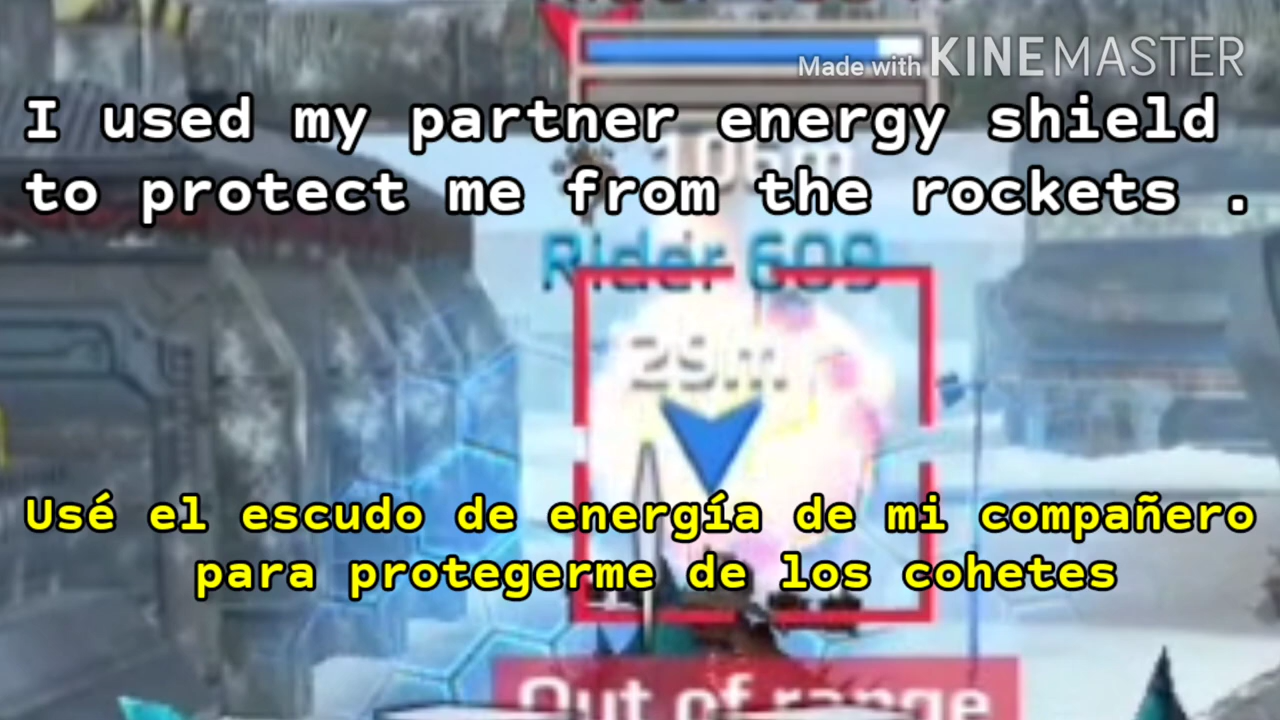 Made with KINEMASTER
I used my partner energy shield
to protect me from the rockets .
106m
Rider 609
29m
Usé el escudo de energía de mi compañero
para protegerme de los cohetes
Out of range